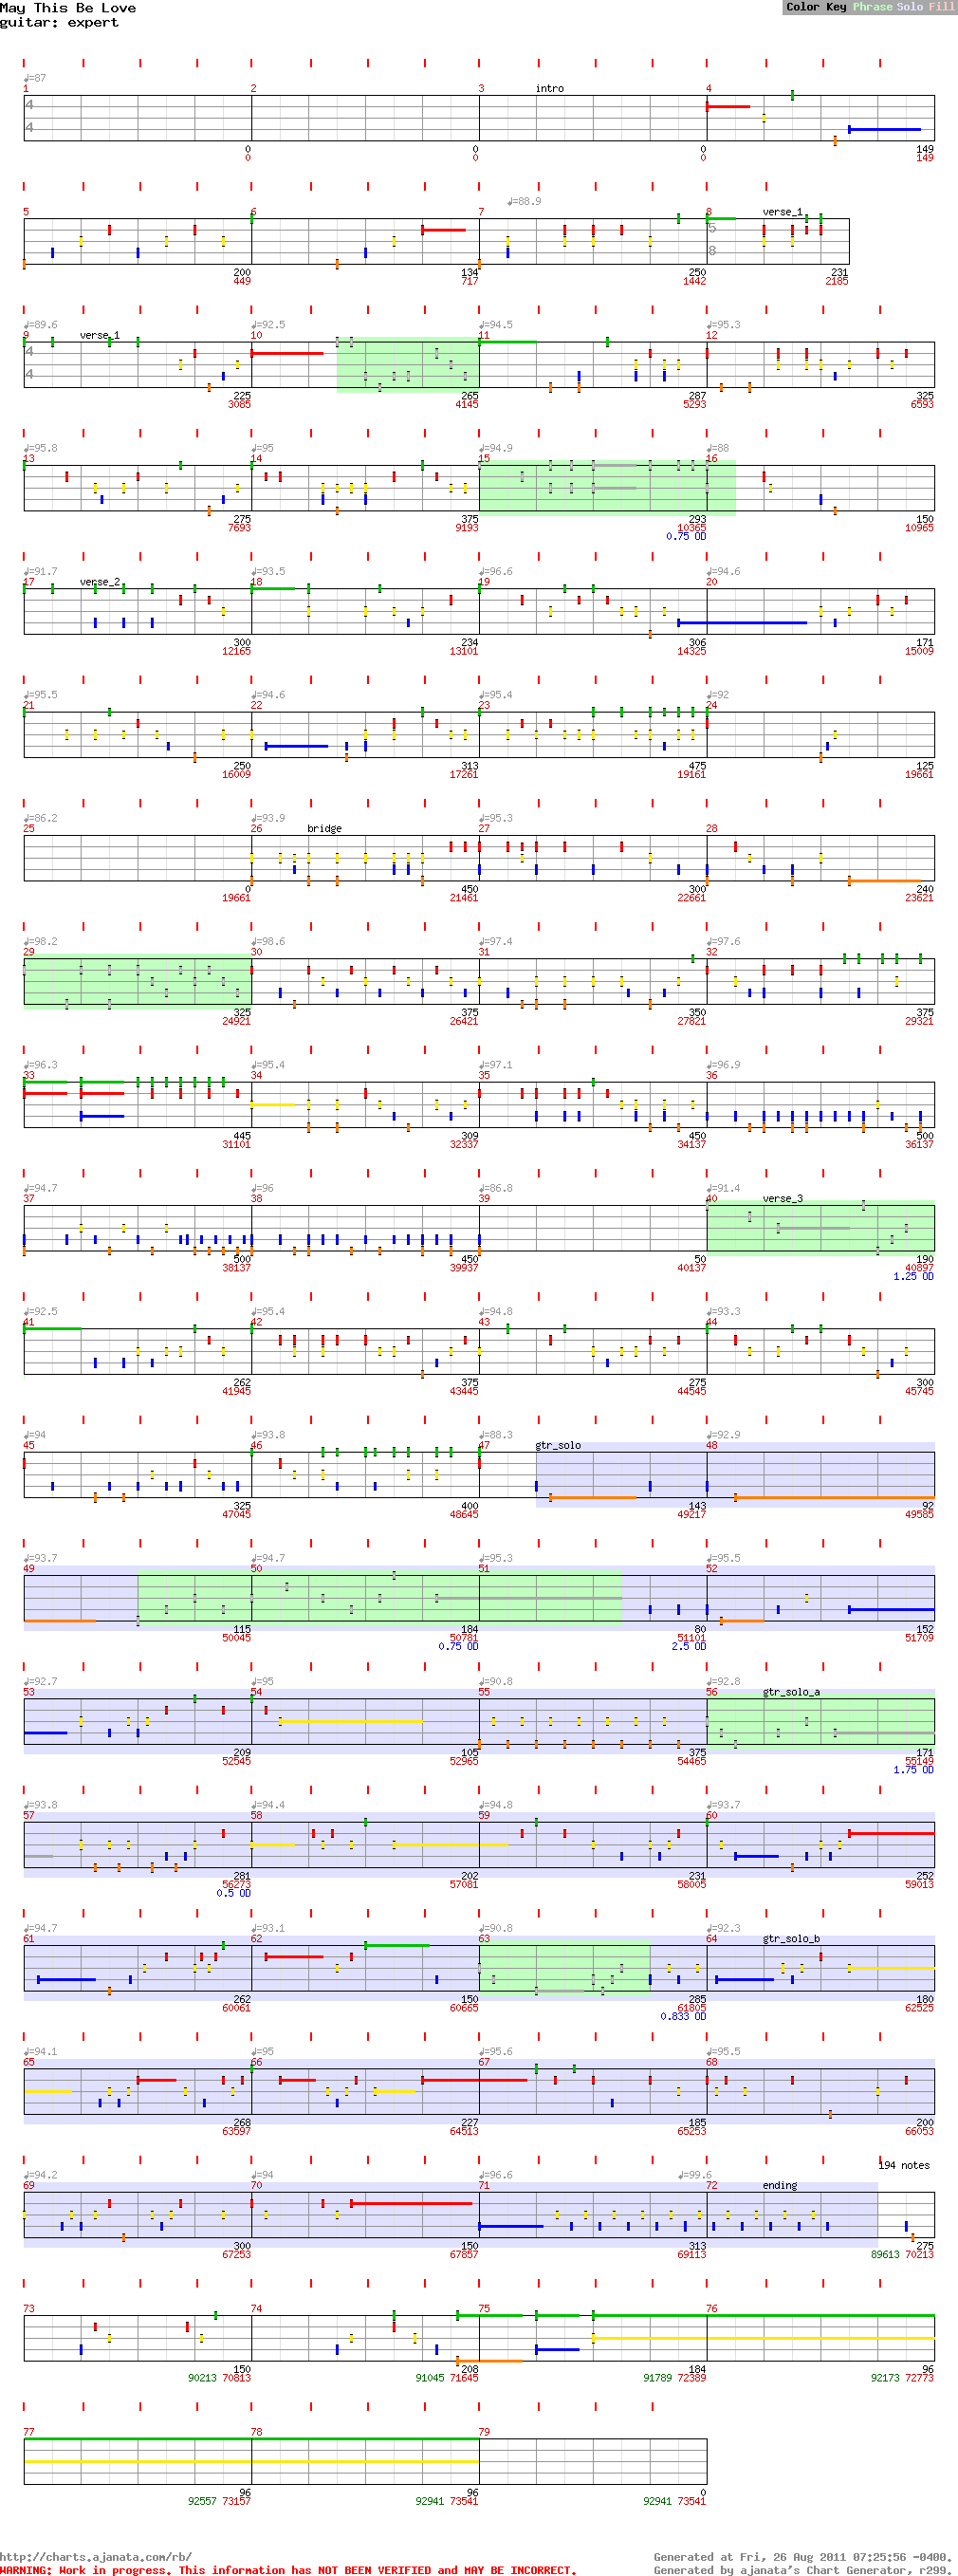 May This Be Love
guitar: expert
Color Key Phrase Solo Fill
♩=87
1 2 3 intro 4
4
4
0 0 0 149
0 0 0 149
♩=88.9
5 6 7 8 verse_1
5
8
200 134 250 231
449 717 1442 2185
♩=89.6 ♩=92.5 ♩=94.5 ♩=95.3
9 verse_1 10 11 12
4
4
225 265 287 325
3085 4145 5293 6593
♩=95.8 ♩=95 ♩=94.9 ♩=88
13 14 15 16
275 375 293 150
7693 9193 10365 10965
0.75 OD
♩=91.7 ♩=93.5 ♩=96.6 ♩=94.6
17 verse_2 18 19 20
300 234 306 171
12165 13101 14325 15009
♩=95.5 ♩=94.6 ♩=95.4 ♩=92
21 22 23 24
250 313 475 125
16009 17261 19161 19661
♩=86.2 ♩=93.9 ♩=95.3
25 26 bridge 27 28
0 450 300 240
19661 21461 22661 23621
♩=98.2 ♩=98.6 ♩=97.4 ♩=97.6
29 30 31 32
325 375 350 375
24921 26421 27821 29321
♩=96.3 ♩=95.4 ♩=97.1 ♩=96.9
33 34 35 36
445 309 450 500
31101 32337 34137 36137
♩=94.7 ♩=96 ♩=86.8 ♩=91.4
37 38 39 40 verse_3
500 450 50 190
38137 39937 40137 40897
1.25 OD
♩=92.5 ♩=95.4 ♩=94.8 ♩=93.3
41 42 43 44
262 375 275 300
41945 43445 44545 45745
♩=94 ♩=93.8 ♩=88.3 ♩=92.9
45 46 47 gtr_solo 48
325 400 143 92
47045 48645 49217 49585
♩=93.7 ♩=94.7 ♩=95.3 ♩=95.5
49 50 51 52
115 184 80 152
50045 50781 51101 51709
0.75 OD 2.5 OD
♩=92.7 ♩=95 ♩=90.8 ♩=92.8
53 54 55 56 gtr_solo_a
209 105 375 171
52545 52965 54465 55149
1.75 OD
♩=93.8 ♩=94.4 ♩=94.8 ♩=93.7
57 58 59 60
281 202 231 252
56273 57081 58005 59013
0.5 OD
♩=94.7 ♩=93.1 ♩=90.8 ♩=92.3
61 62 63 64 gtr_solo_b
262 150 285 180
60061 60665 61805 62525
0.833 OD
♩=94.1 ♩=95 ♩=95.6 ♩=95.5
65 66 67 68
268 227 185 200
63597 64513 65253 66053
194 notes
♩=94.2 ♩=94 ♩=96.6 ♩=99.6
69 70 71 72 ending
300 150 313 275
67253 67857 69113 89613 70213
73 74 75 76
150 208 184 96
90213 70813 91045 71645 91789 72389 92173 72773
77 78 79
96 96 0
92557 73157 92941 73541 92941 73541
http://charts.ajanata.com/rb/ Generated at Fri, 26 Aug 2011 07:25:56 -0400.
WARNING: Work in progress. This information has NOT BEEN VERIFIED and MAY BE INCORRECT. Generated by ajanata's Chart Generator, r299.